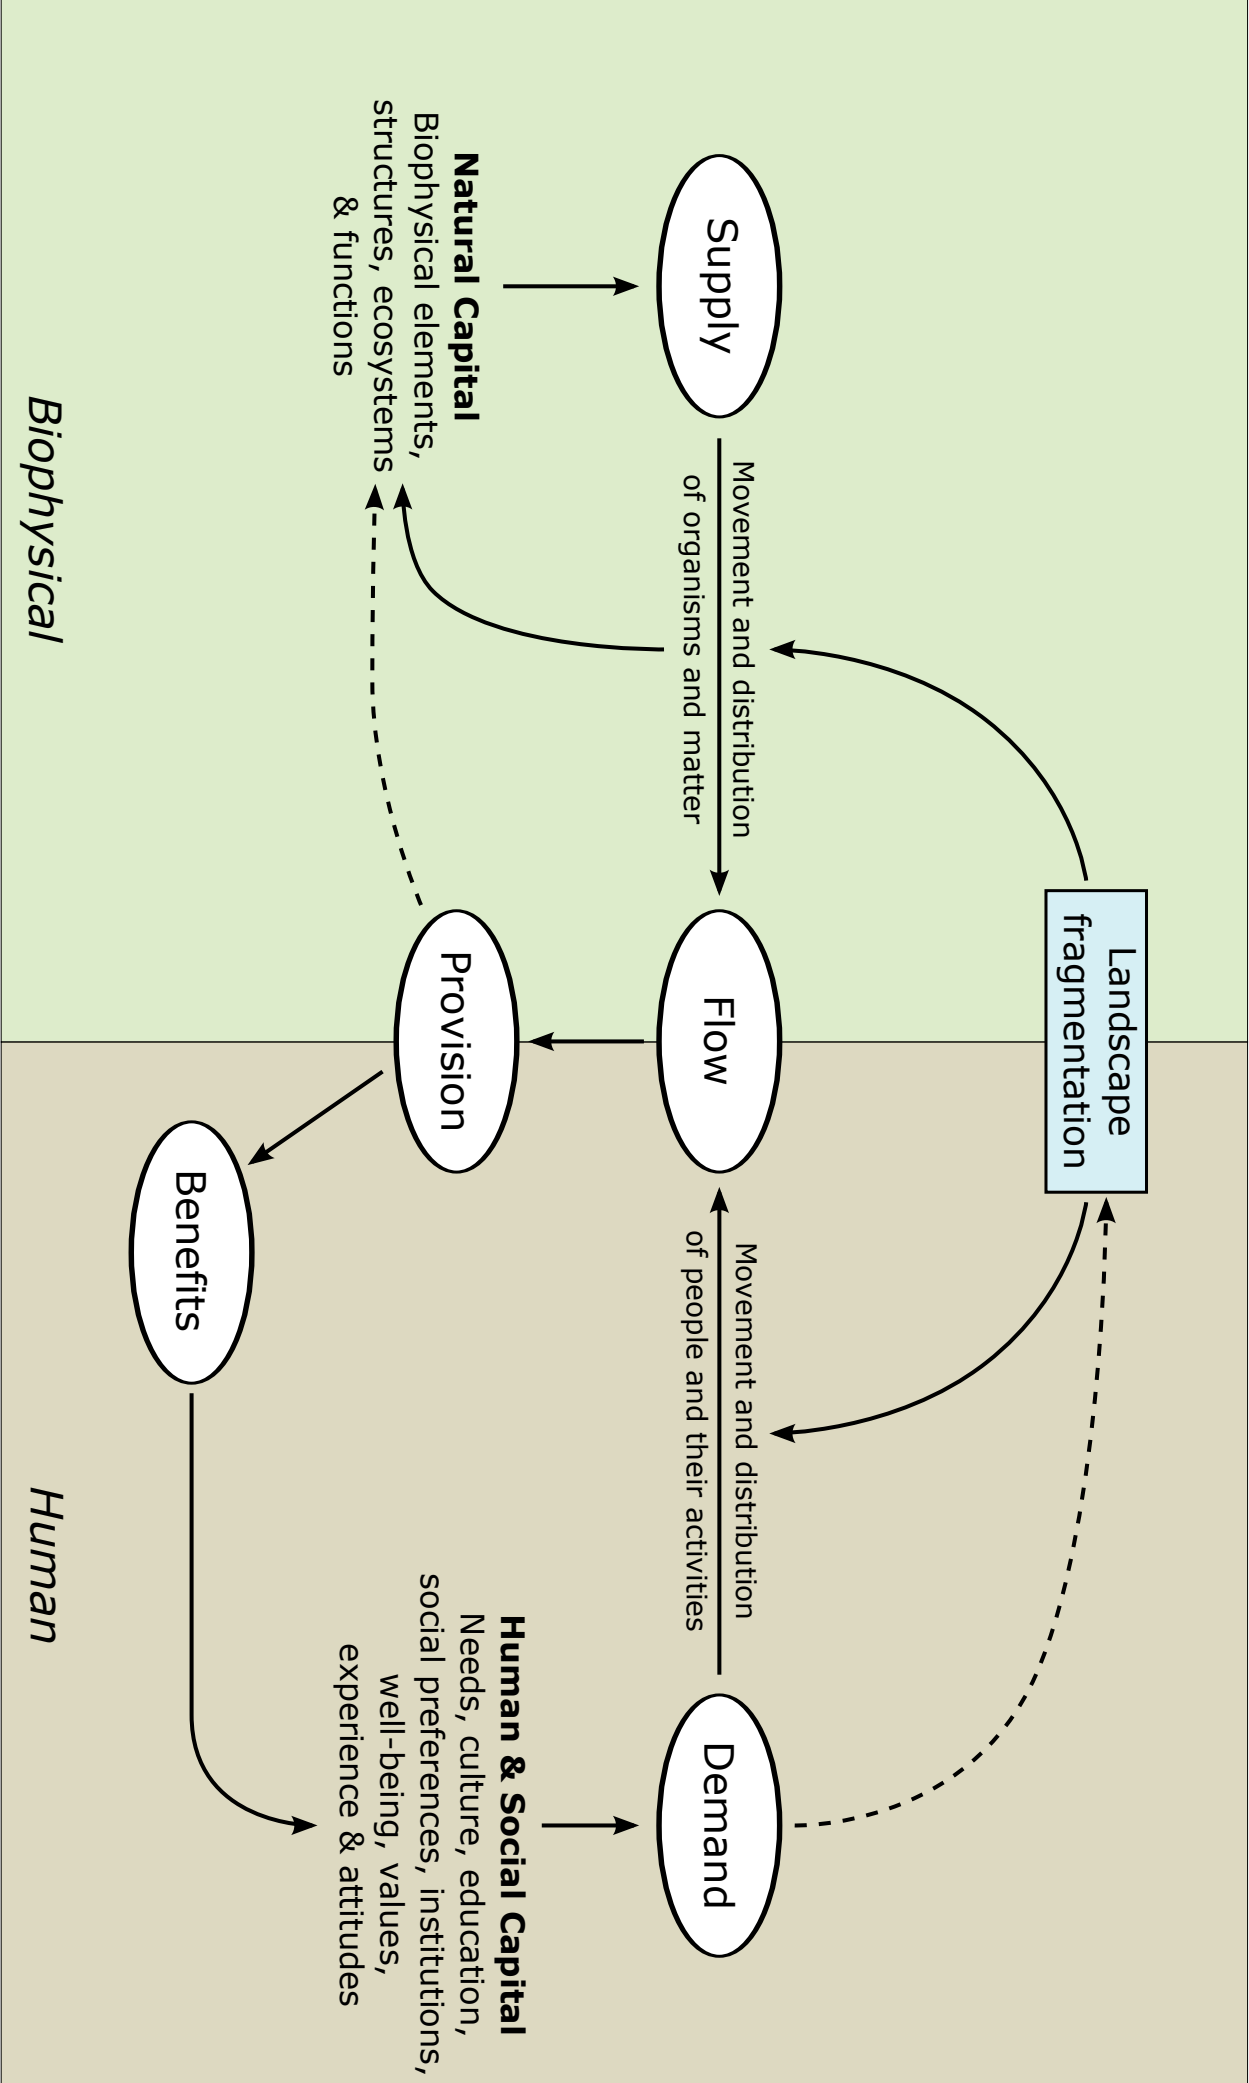 Landscape
fragmentation
Movement and distribution
of organisms and matter
Movement and distribution
of people and their activities
Supply
Flow
Demand
Natural Capital
Biophysical elements,
structures, ecosystems
& functions
Provision
Human & Social Capital
Needs, culture, education,
social preferences, institutions,
well-being, values,
experience & attitudes
Benefits
Biophysical
Human